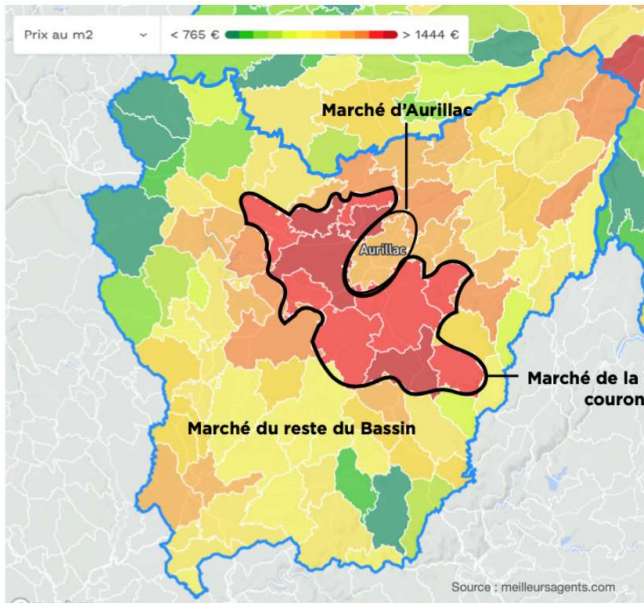 Prix au m2
< 765 €
> 1444 €
Marché d'Aurillac
Aurillac
Marché de la
couron
Marché du reste du Bassin
Source : meilleursagents.com